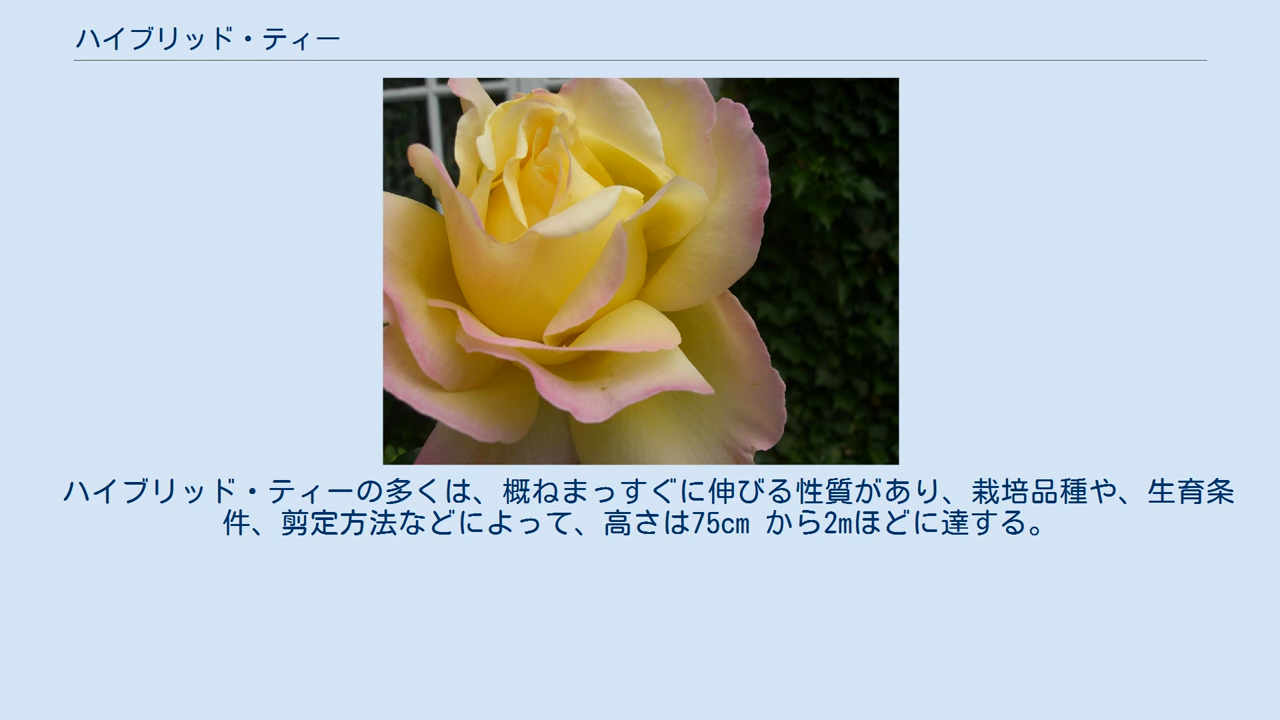 ハイブリッド・ティー
ハイブリッド・ティーの多くは、概ねまっすぐに伸びる性質があり、栽培品種や、生育条
件、剪定方法などによって、高さは75cm から2mほどに達する。